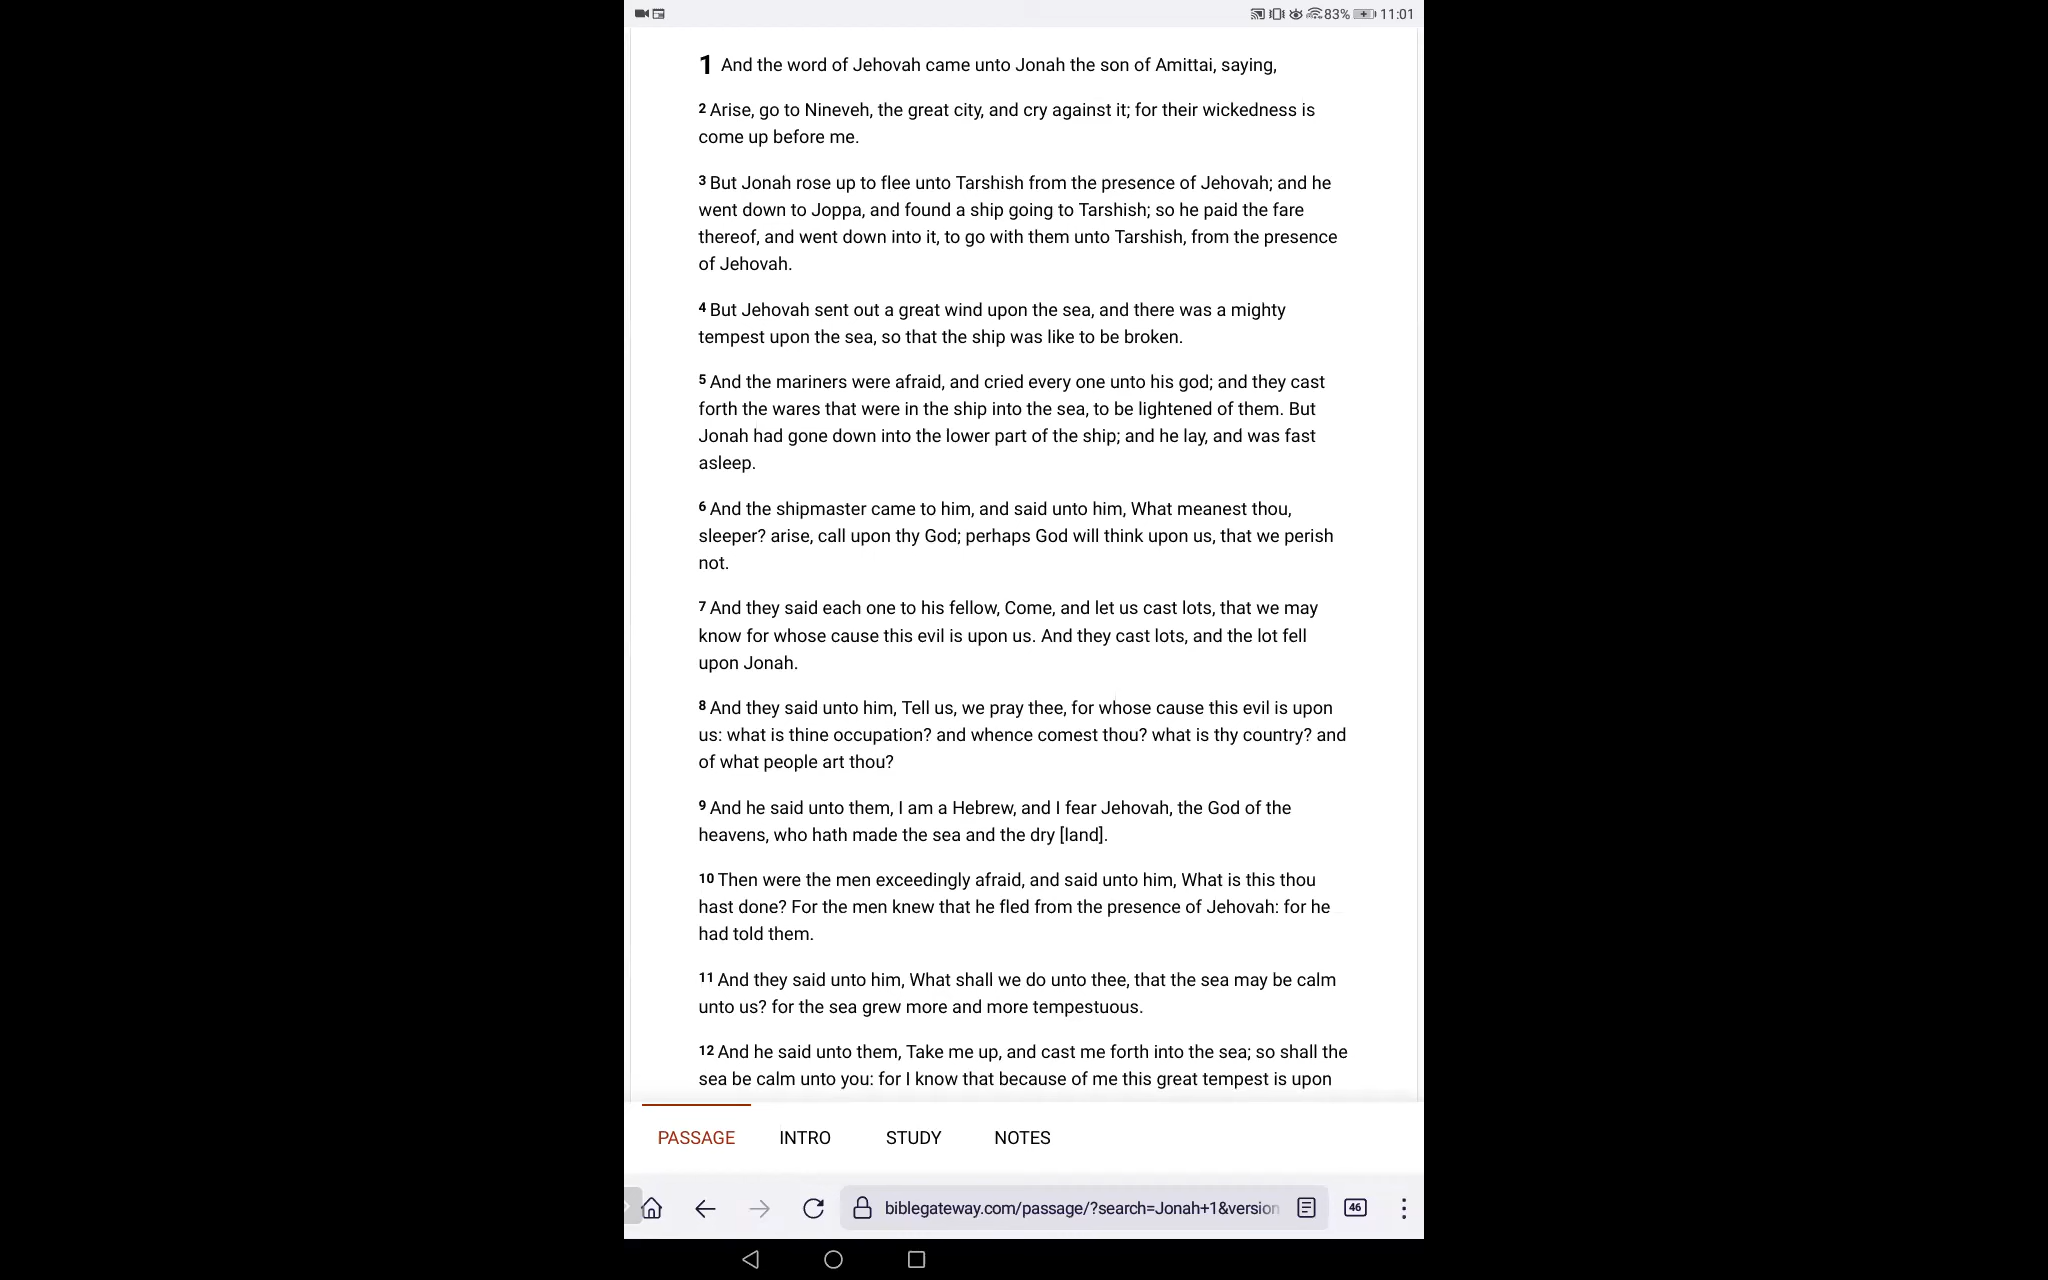 83% 11:01
1 And the word of Jehovah came unto Jonah the son of Amittai, saying,
2 Arise, go to Nineveh, the great city, and cry against it; for their wickedness is
come up before me.
3 But Jonah rose up to flee unto Tarshish from the presence of Jehovah; and he
went down to Joppa, and found a ship going to Tarshish; so he paid the fare
thereof, and went down into it, to go with them unto Tarshish, from the presence
of Jehovah.
4 But Jehovah sent out a great wind upon the sea, and there was a mighty
tempest upon the sea, so that the ship was like to be broken.
5 And the mariners were afraid, and cried every one unto his god; and they cast
forth the wares that were in the ship into the sea, to be lightened of them. But
Jonah had gone down into the lower part of the ship; and he lay, and was fast
asleep.
6 And the shipmaster came to him, and said unto him, What meanest thou,
sleeper? arise, call upon thy God; perhaps God will think upon us, that we perish
not.
7 And they said each one to his fellow, Come, and let us cast lots, that we may
know for whose cause this evil is upon us. And they cast lots, and the lot fell
upon Jonah.
8 And they said unto him, Tell us, we pray thee, for whose cause this evil is upon
us: what is thine occupation? and whence comest thou? what is thy country? and
of what people art thou?
9 And he said unto them, I am a Hebrew, and I fear Jehovah, the God of the
heavens, who hath made the sea and the dry [land].
10 Then were the men exceedingly afraid, and said unto him, What is this thou
hast done? For the men knew that he fled from the presence of Jehovah: for he
had told them.
11 And they said unto him, What shall we do unto thee, that the sea may be calm
unto us? for the sea grew more and more tempestuous.
12 And he said unto them, Take me up, and cast me forth into the sea; so shall the
sea be calm unto you: for I know that because of me this great tempest is upon
PASSAGE INTRO STUDY NOTES
biblegateway.com/passage/?search=Jonah+1&version 46